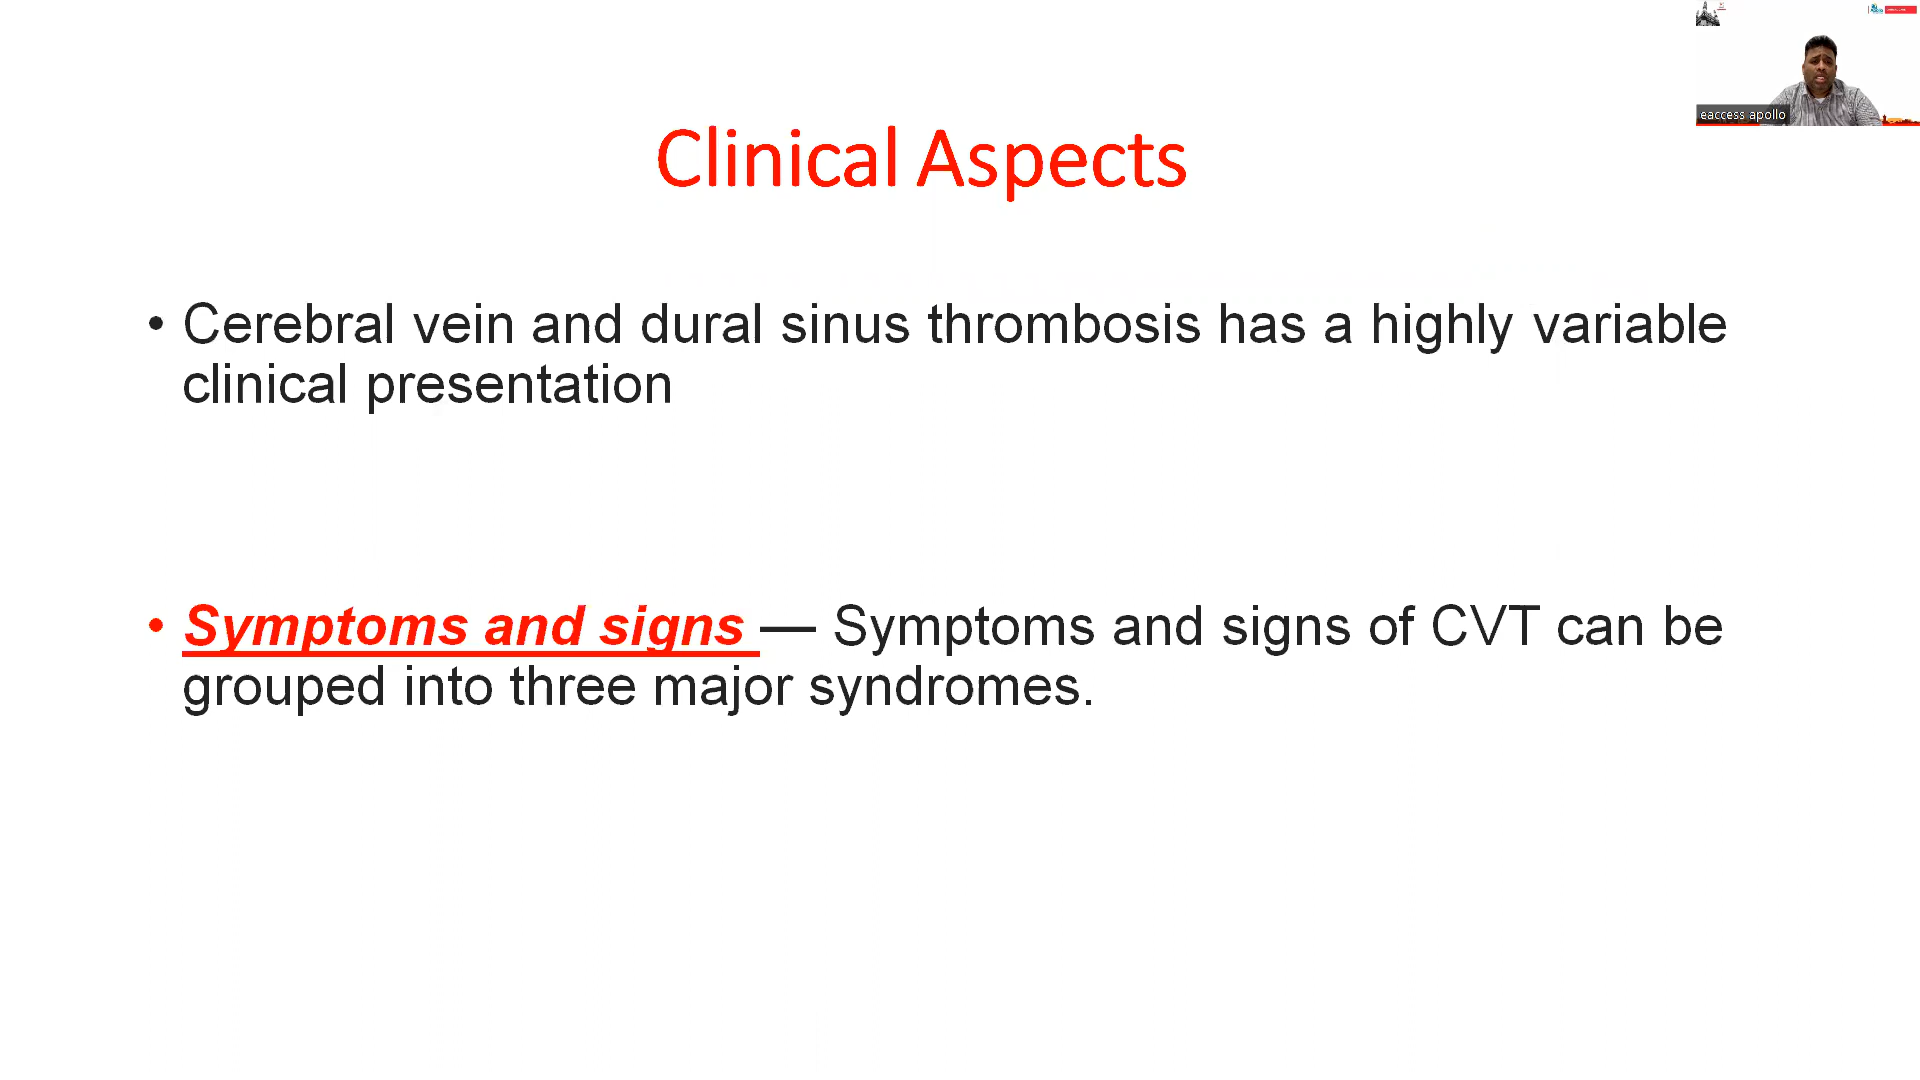 eaccess apollo
Clinical Aspects
• Cerebral vein and dural sinus thrombosis has a highly variable
clinical presentation
• Symptoms and signs — Symptoms and signs of CVT can be
grouped into three major syndromes.